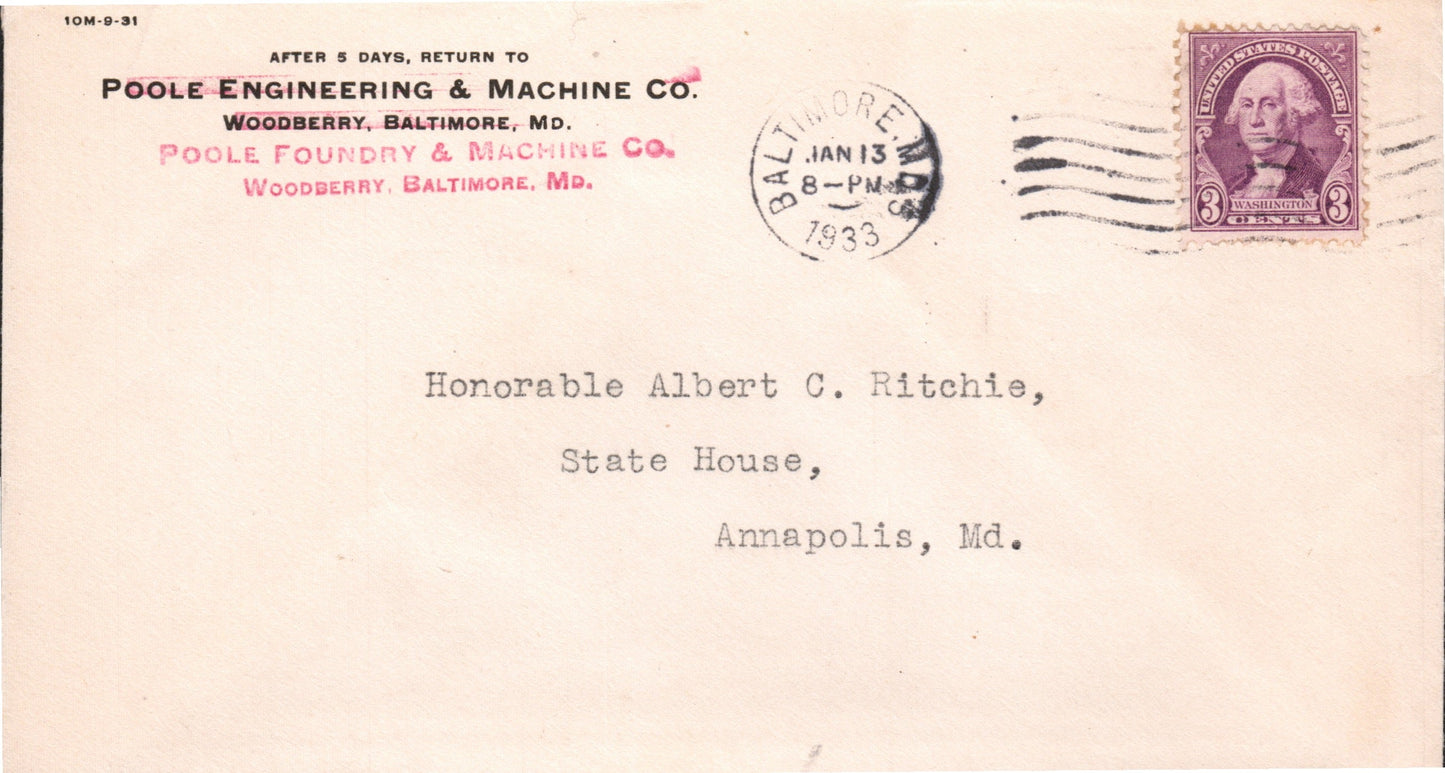 10M-9-31
AFTER 5 DAYS, RETURN TO
POOLE ENGINEERING & MACHINE CO.
WOODBERRY, BALTIMORE, MD.
POOLE FOUNDRY & MACHINE CO.
WOODBERRY, BALTIMORE, MD.
BALTIMORE, MD.
JAN 13
8-PM
1933
UNITED STATES POSTAGE
3 WASHINGTON 3
CENTS
Honorable Albert C. Ritchie,
State House,
Annapolis, Md.